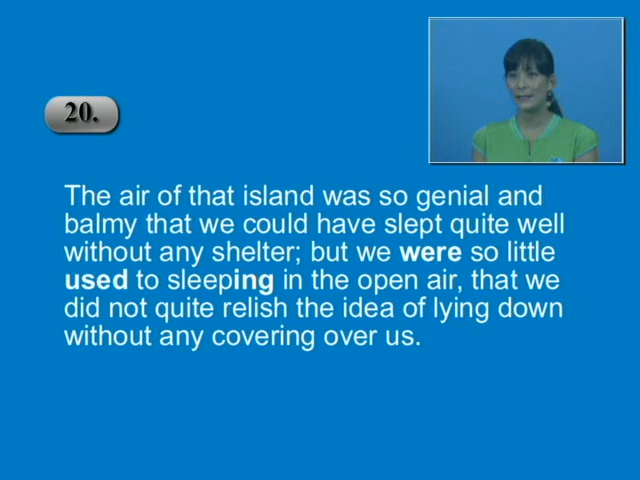 20.
The air of that island was so genial and
balmy that we could have slept quite well
without any shelter; but we were so little
used to sleeping in the open air, that we
did not quite relish the idea of lying down
without any covering over us.